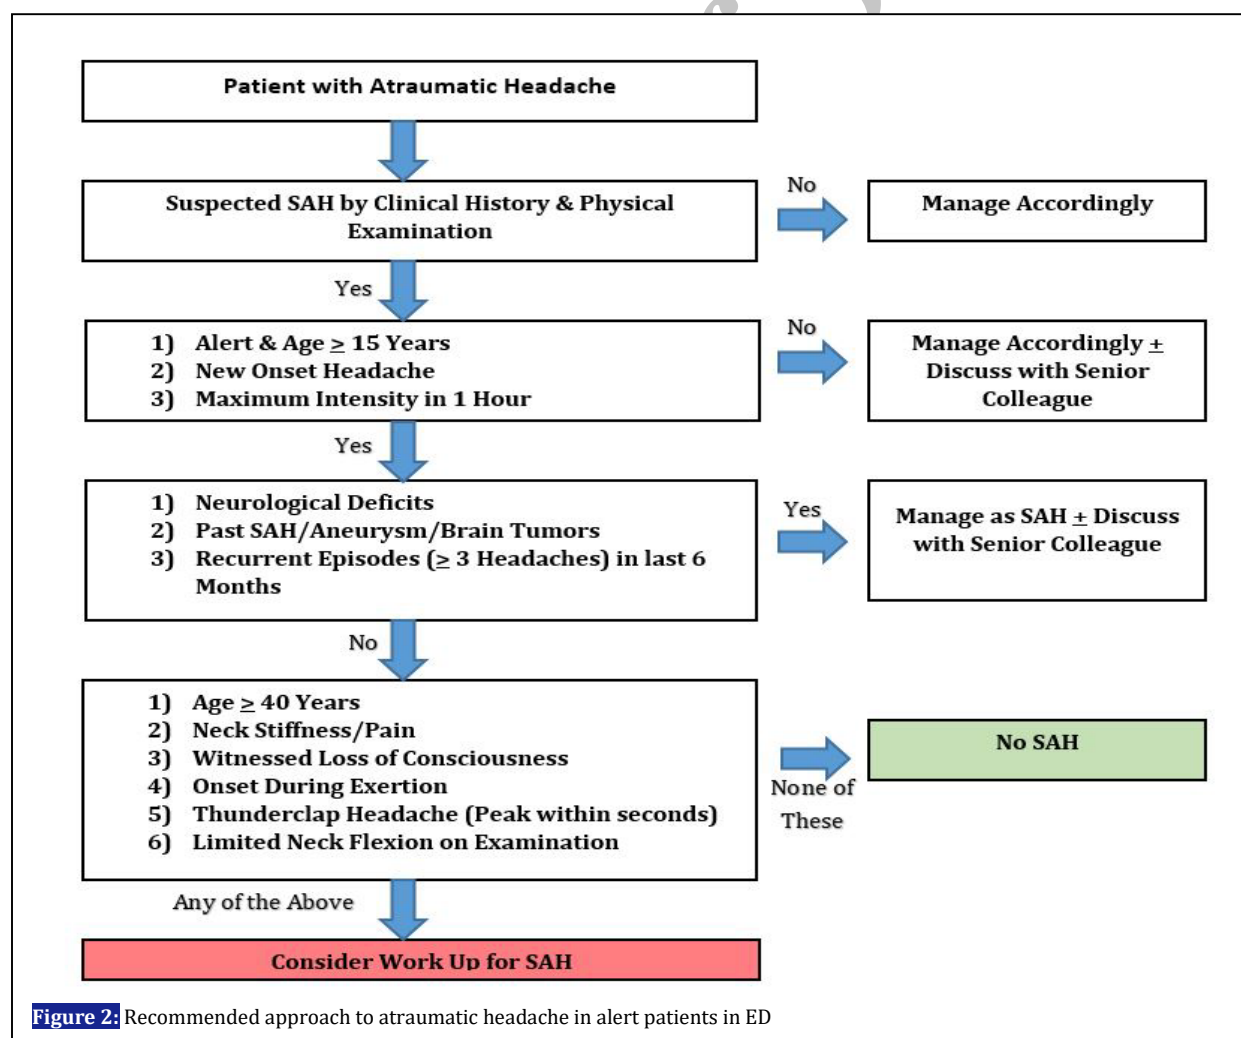 Patient with Atraumatic Headache
Suspected SAH by Clinical History & Physical
Examination
No
Manage Accordingly
Yes
1) Alert & Age ≥ 15 Years
2) New Onset Headache
3) Maximum Intensity in 1 Hour
No
Manage Accordingly ±
Discuss with Senior
Colleague
Yes
1) Neurological Deficits
2) Past SAH/Aneurysm/Brain Tumors
3) Recurrent Episodes (≥ 3 Headaches) in last 6
Months
Yes
Manage as SAH ± Discuss
with Senior Colleague
No
1) Age ≥ 40 Years
2) Neck Stiffness/Pain
3) Witnessed Loss of Consciousness
4) Onset During Exertion
5) Thunderclap Headache (Peak within seconds)
6) Limited Neck Flexion on Examination
None of
These
No SAH
Any of the Above
Consider Work Up for SAH
Figure 2: Recommended approach to atraumatic headache in alert patients in ED